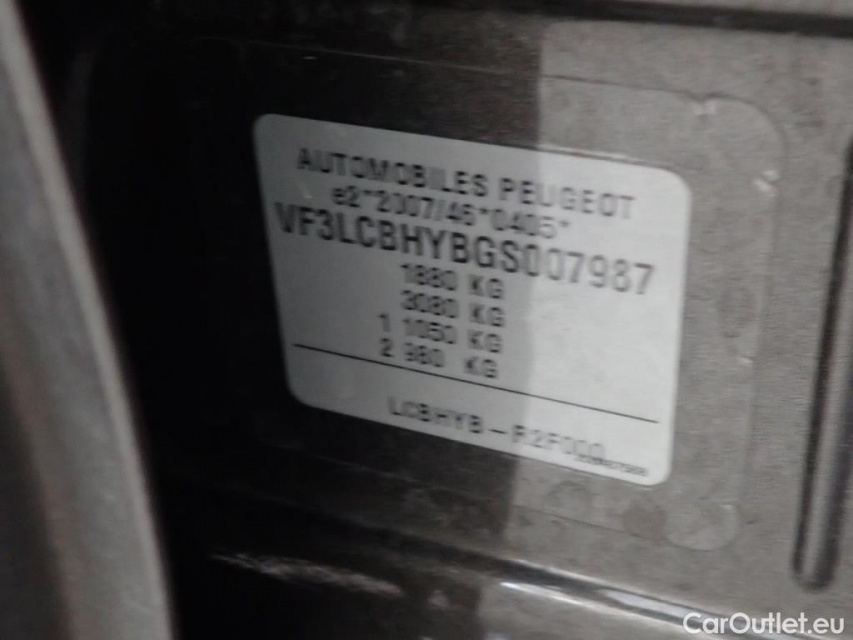 AUTOMOBILES PEUGEOT
e2*2007/46*0405*
VF3LCBHYBGS007987
1880 KG
3080 KG
1 1050 KG
2 980 KG
LCBHYB-R2F000
CarOutlet.eu